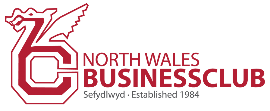 NORTH WALES
BUSINESSCLUB
Sefydlwyd · Established 1984